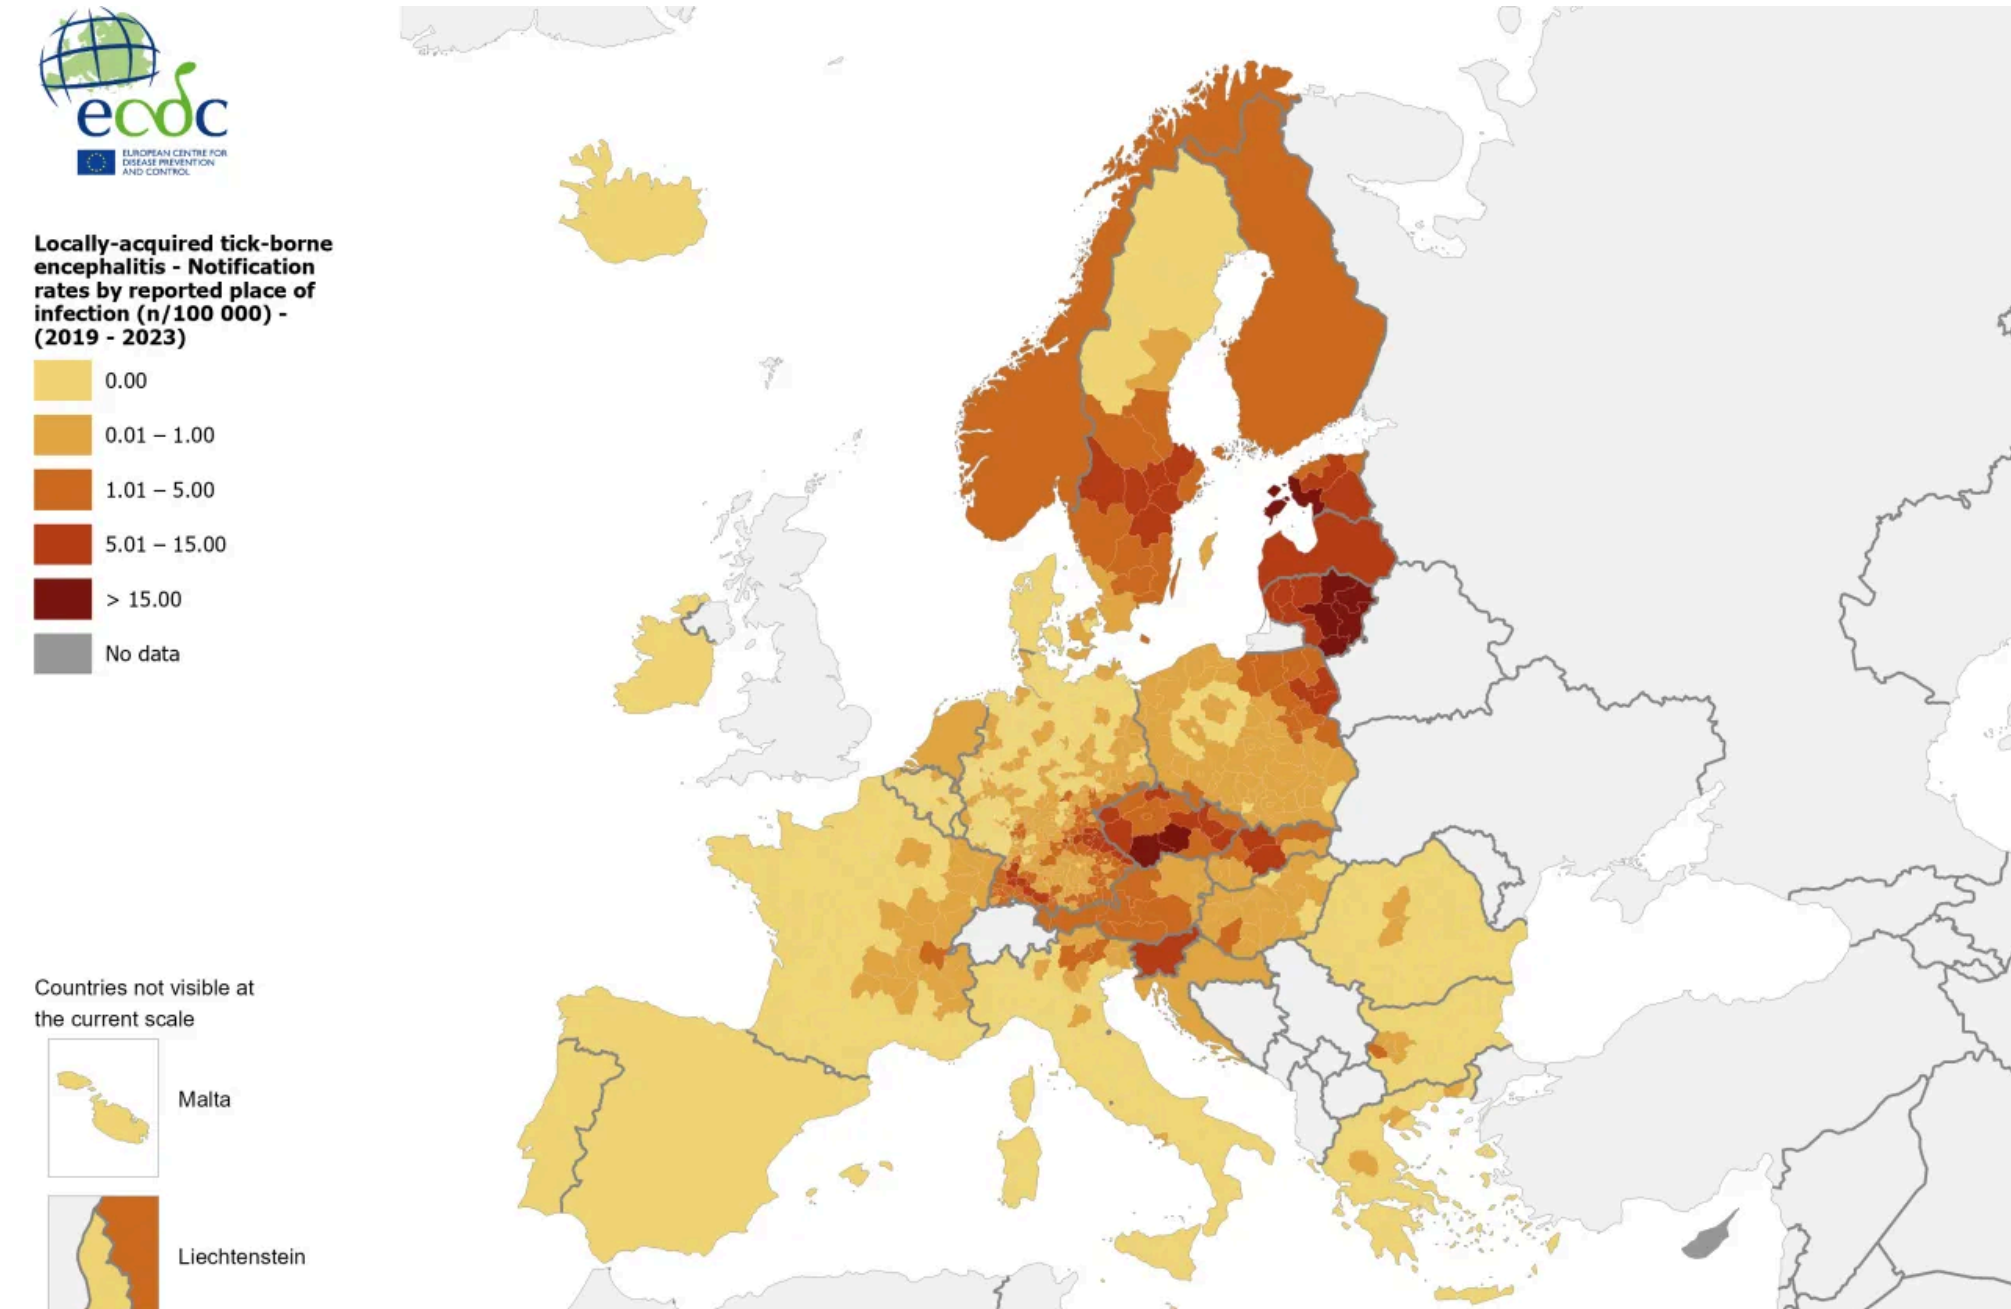 ecdc
EUROPEAN CENTRE FOR
DISEASE PREVENTION
AND CONTROL
Locally-acquired tick-borne
encephalitis - Notification
rates by reported place of
infection (n/100 000) -
(2019 - 2023)
0.00
0.01 – 1.00
1.01 – 5.00
5.01 – 15.00
> 15.00
No data
Countries not visible at
the current scale
Malta
Liechtenstein